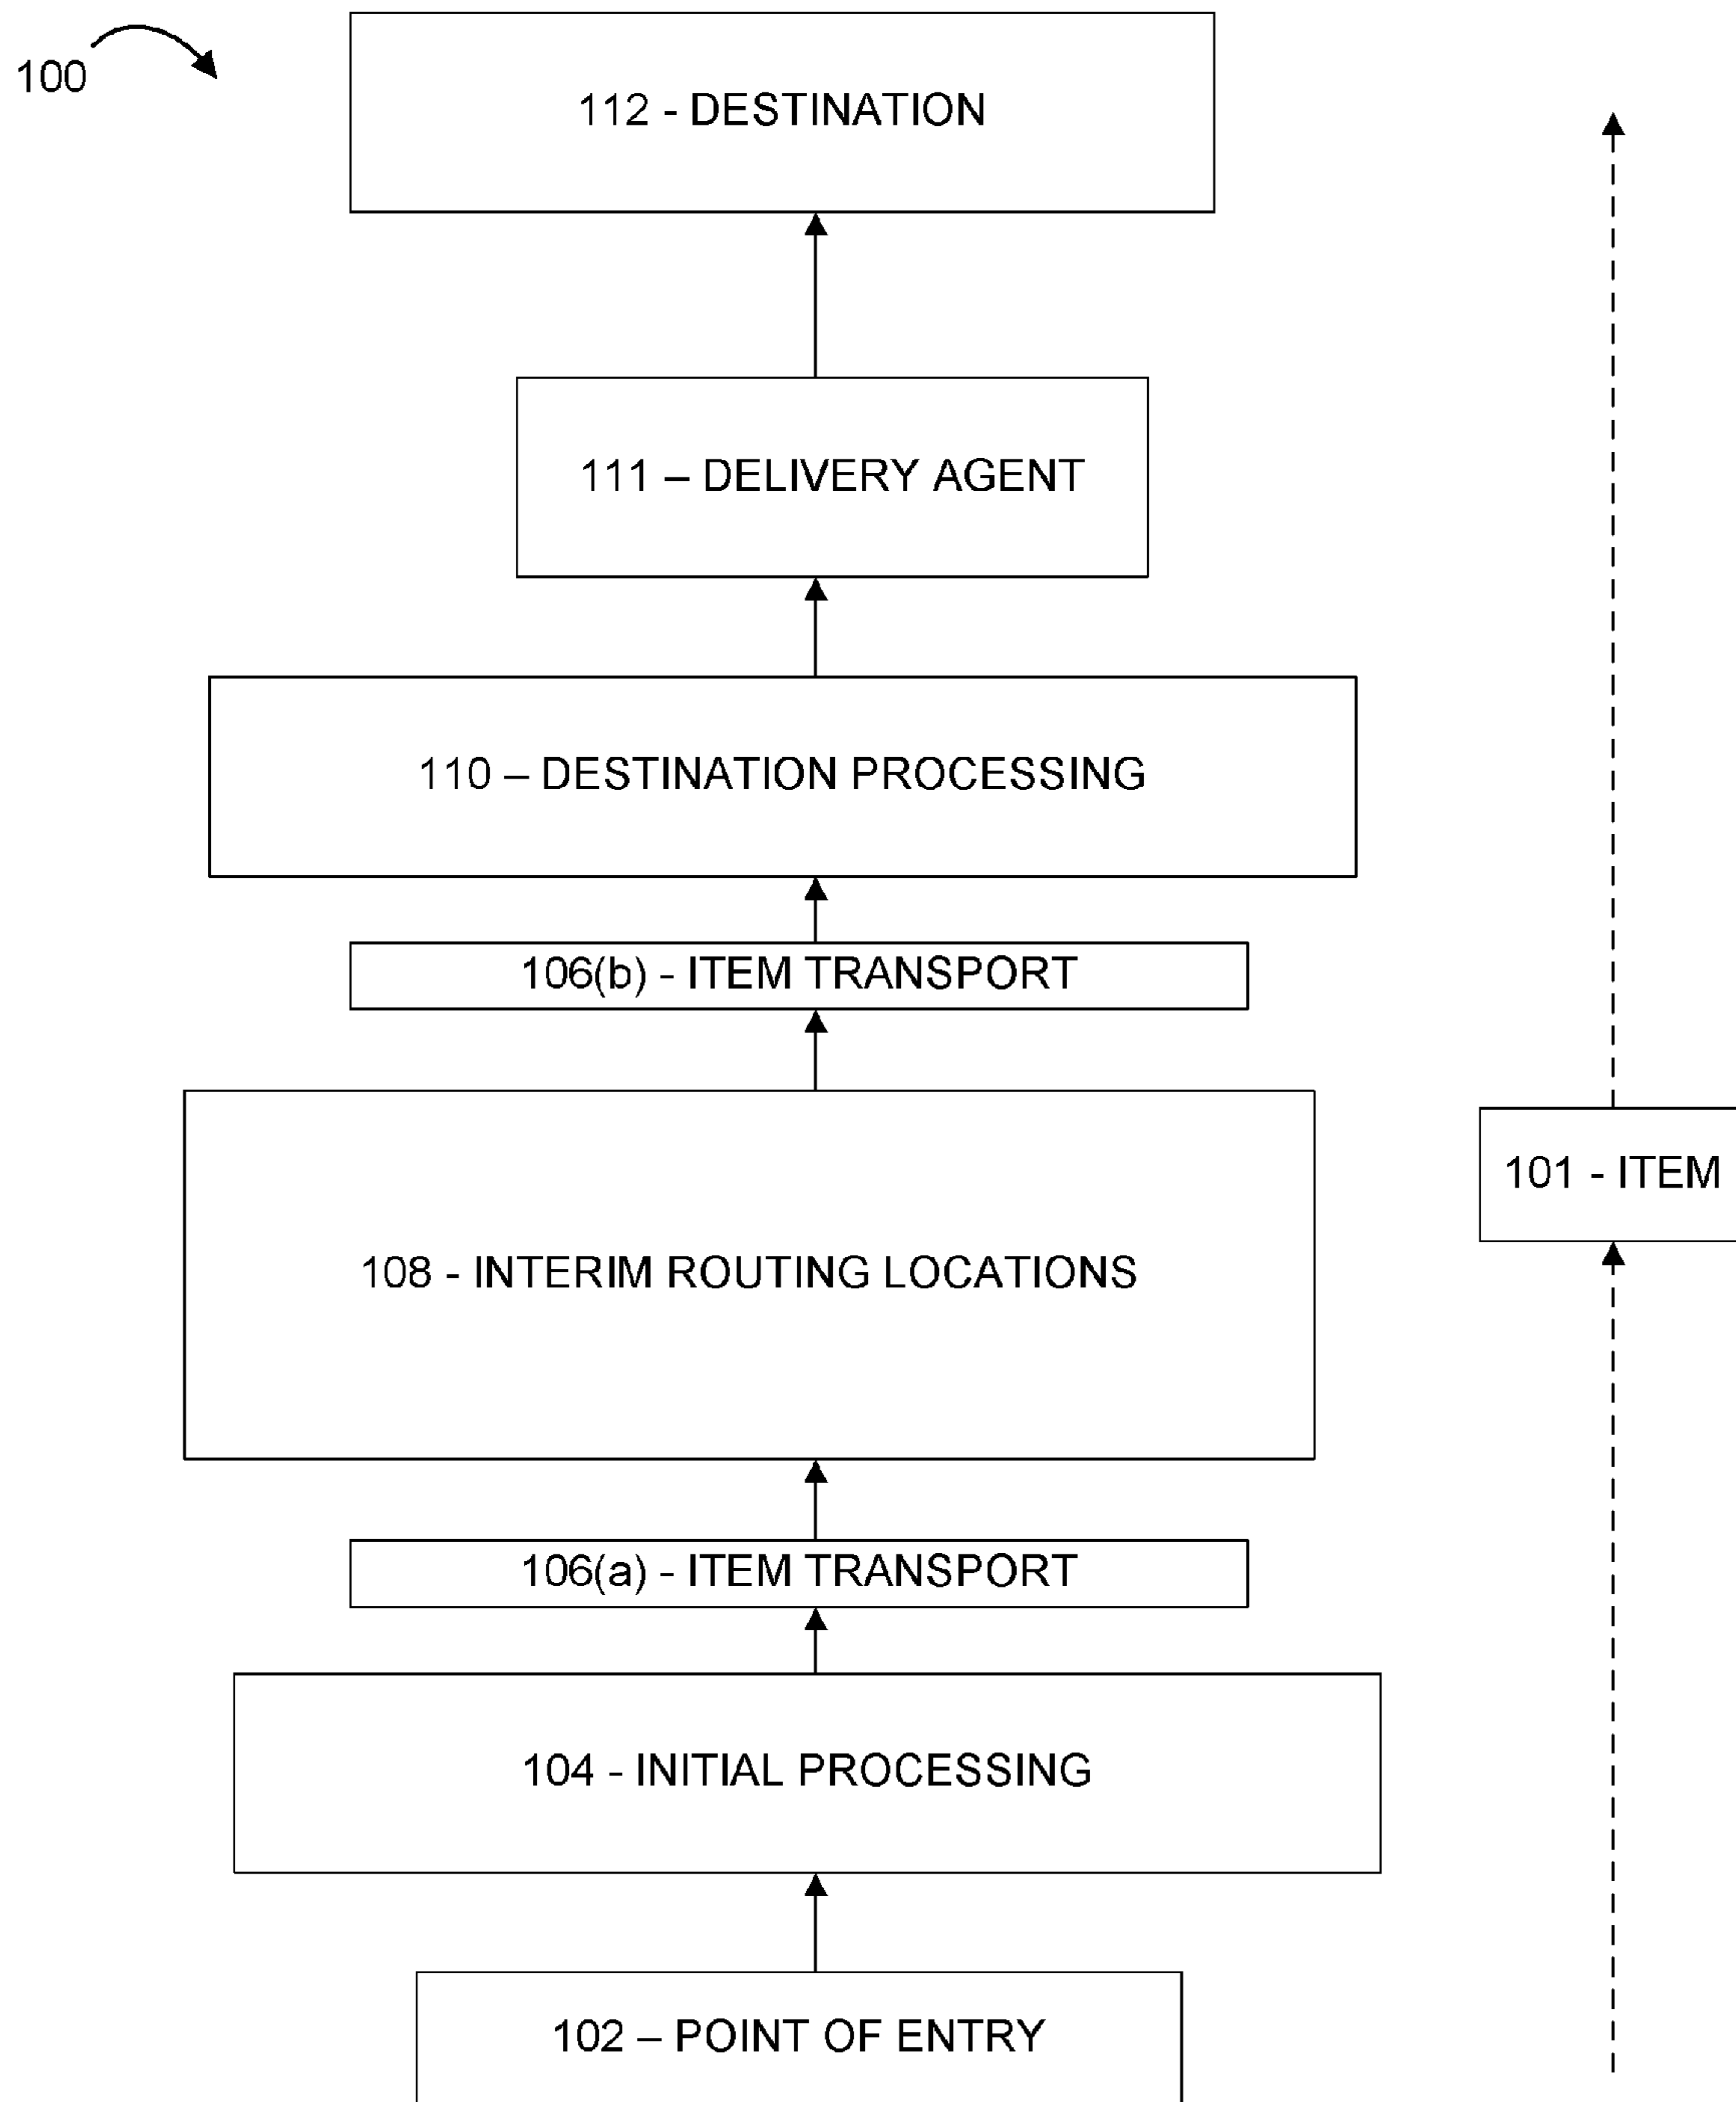 100
112 - DESTINATION
111 – DELIVERY AGENT
110 – DESTINATION PROCESSING
106(b) - ITEM TRANSPORT
101 - ITEM
108 - INTERIM ROUTING LOCATIONS
106(a) - ITEM TRANSPORT
104 - INITIAL PROCESSING
102 – POINT OF ENTRY